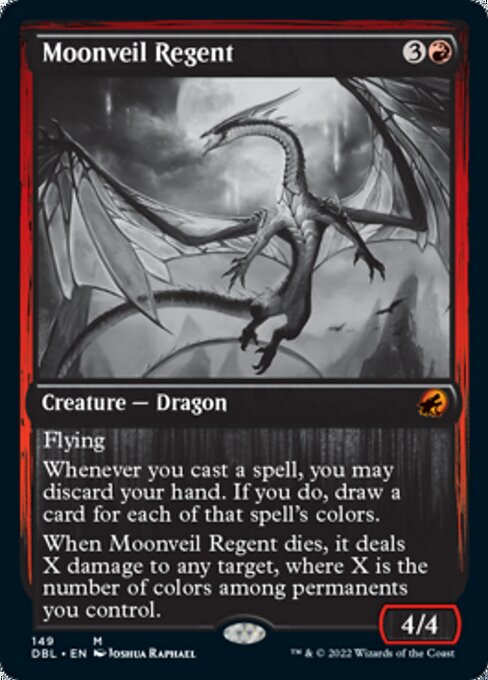 Moonveil Regent 3
Creature — Dragon
Flying
Whenever you cast a spell, you may
discard your hand. If you do, draw a
card for each of that spell's colors.
When Moonveil Regent dies, it deals
X damage to any target, where X is the
number of colors among permanents
you control.
4/4
149 M
DBL • EN Joshua Raphael
™ & © 2022 Wizards of the Coast